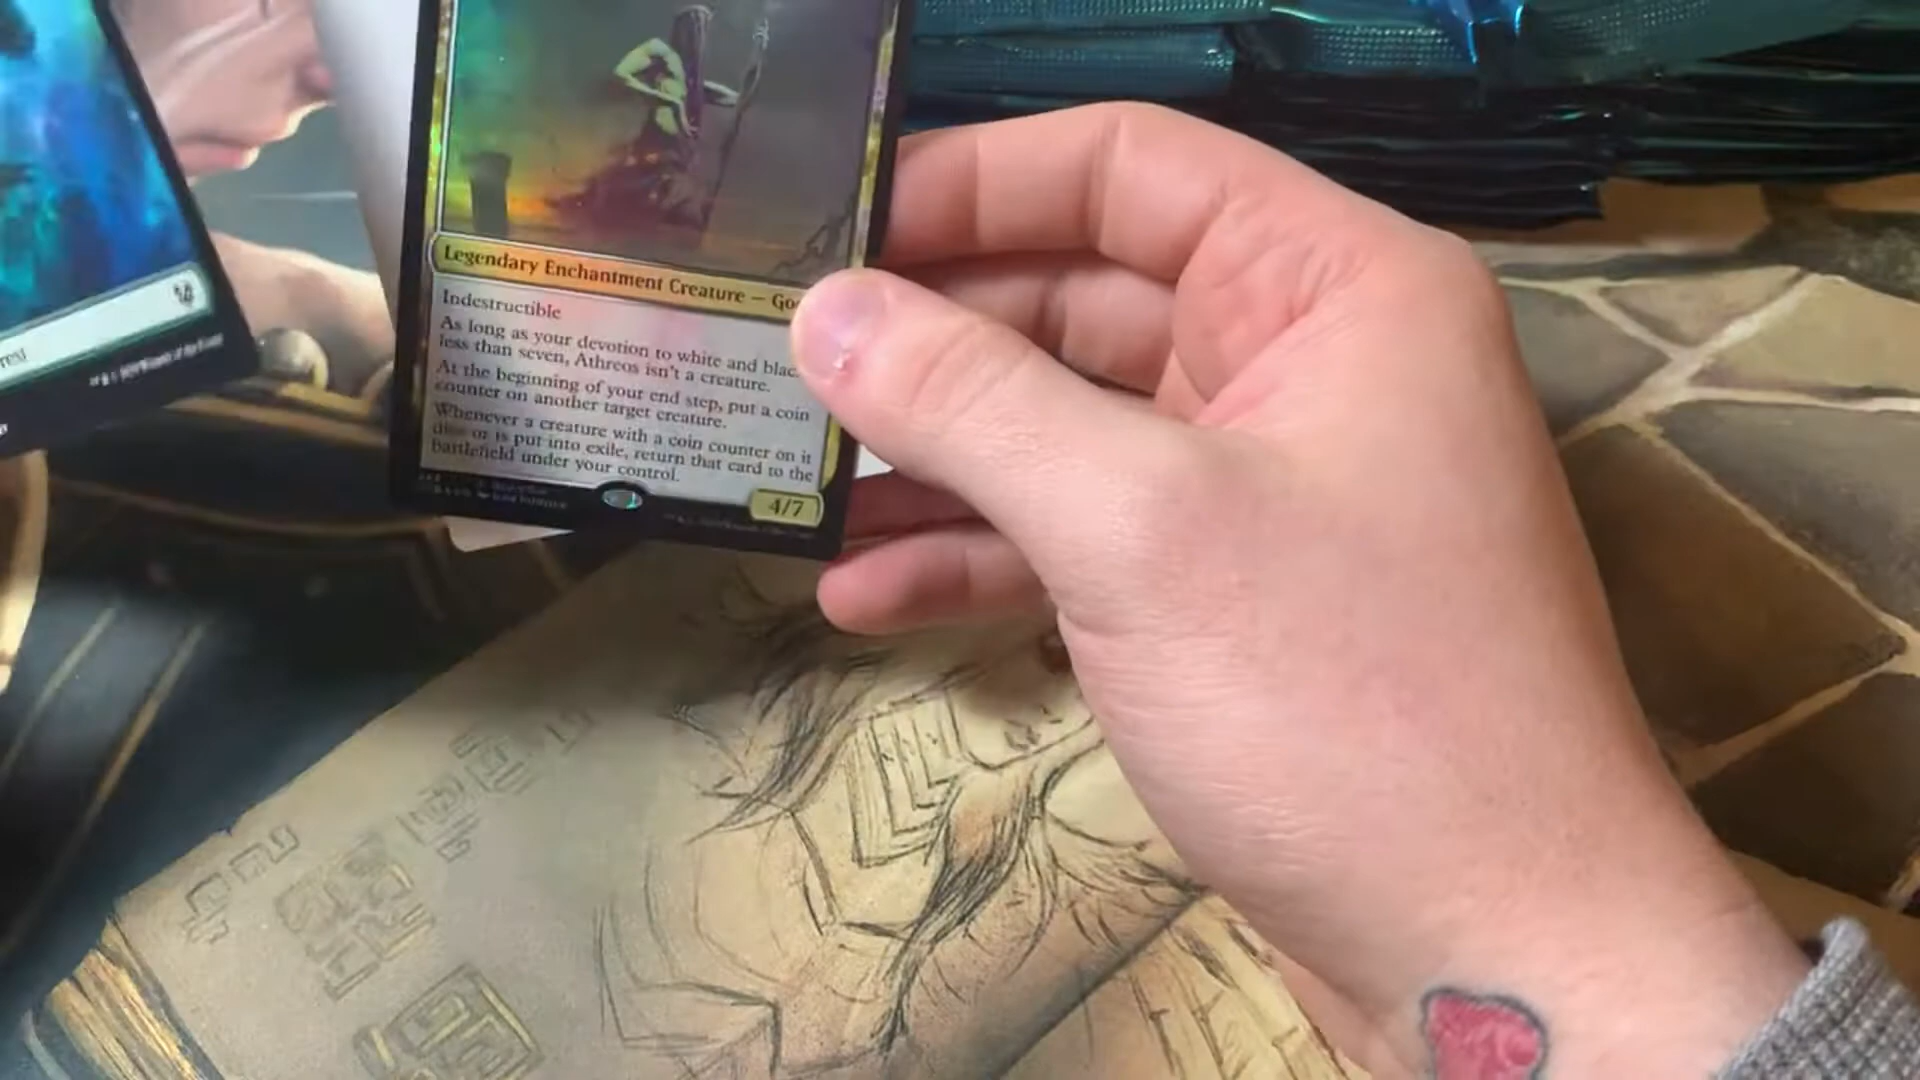 Legendary Enchantment Creature — Go
Indestructible
As long as your devotion to white and blac
less than seven, Athreos isn't a creature.
At the beginning of your end step, put a coin
counter on another target creature.
Whenever a creature with a coin counter on it
dies or is put into exile, return that card to the
battlefield under your control.
4/7